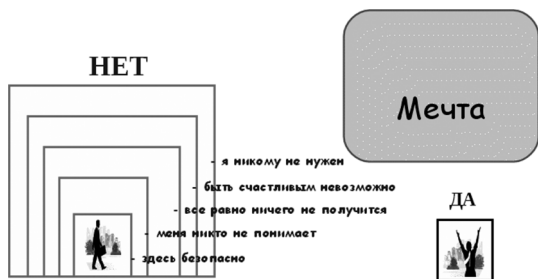 НЕТ
Мечта
- я никому не нужен
- быть счастливым невозможно
- все равно ничего не получится
- меня никто не понимает
- здесь безопасно
ДА